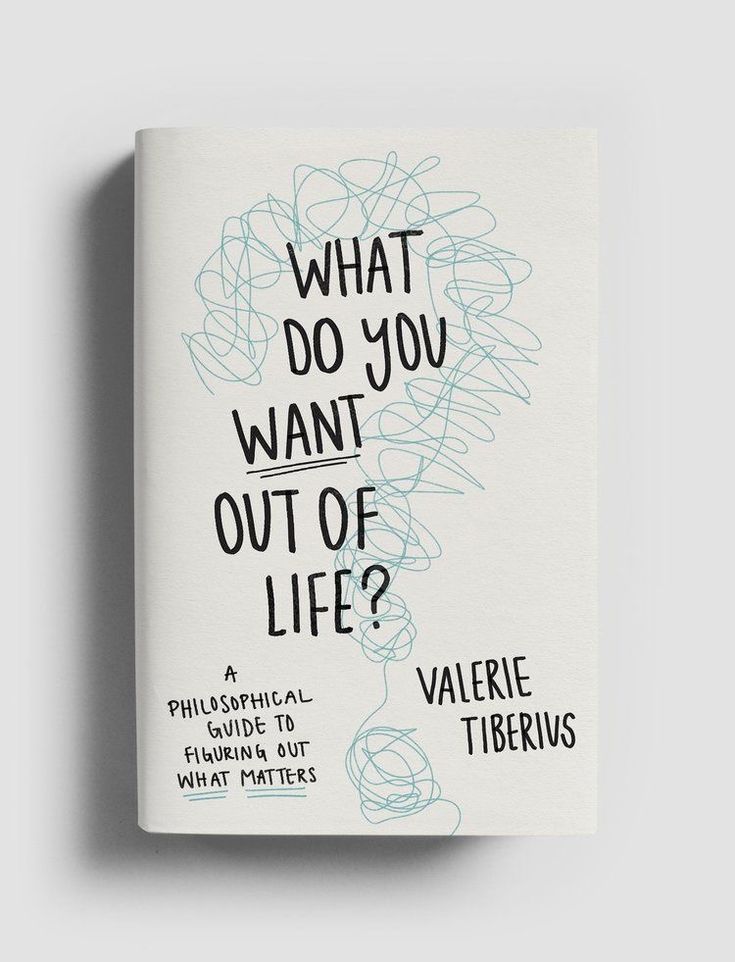 WHAT
DO YOU
WANT
OUT OF
LIFE?
A
PHILOSOPHICAL
GUIDE TO
FIGURING OUT
WHAT MATTERS
VALERIE
TIBERIUS